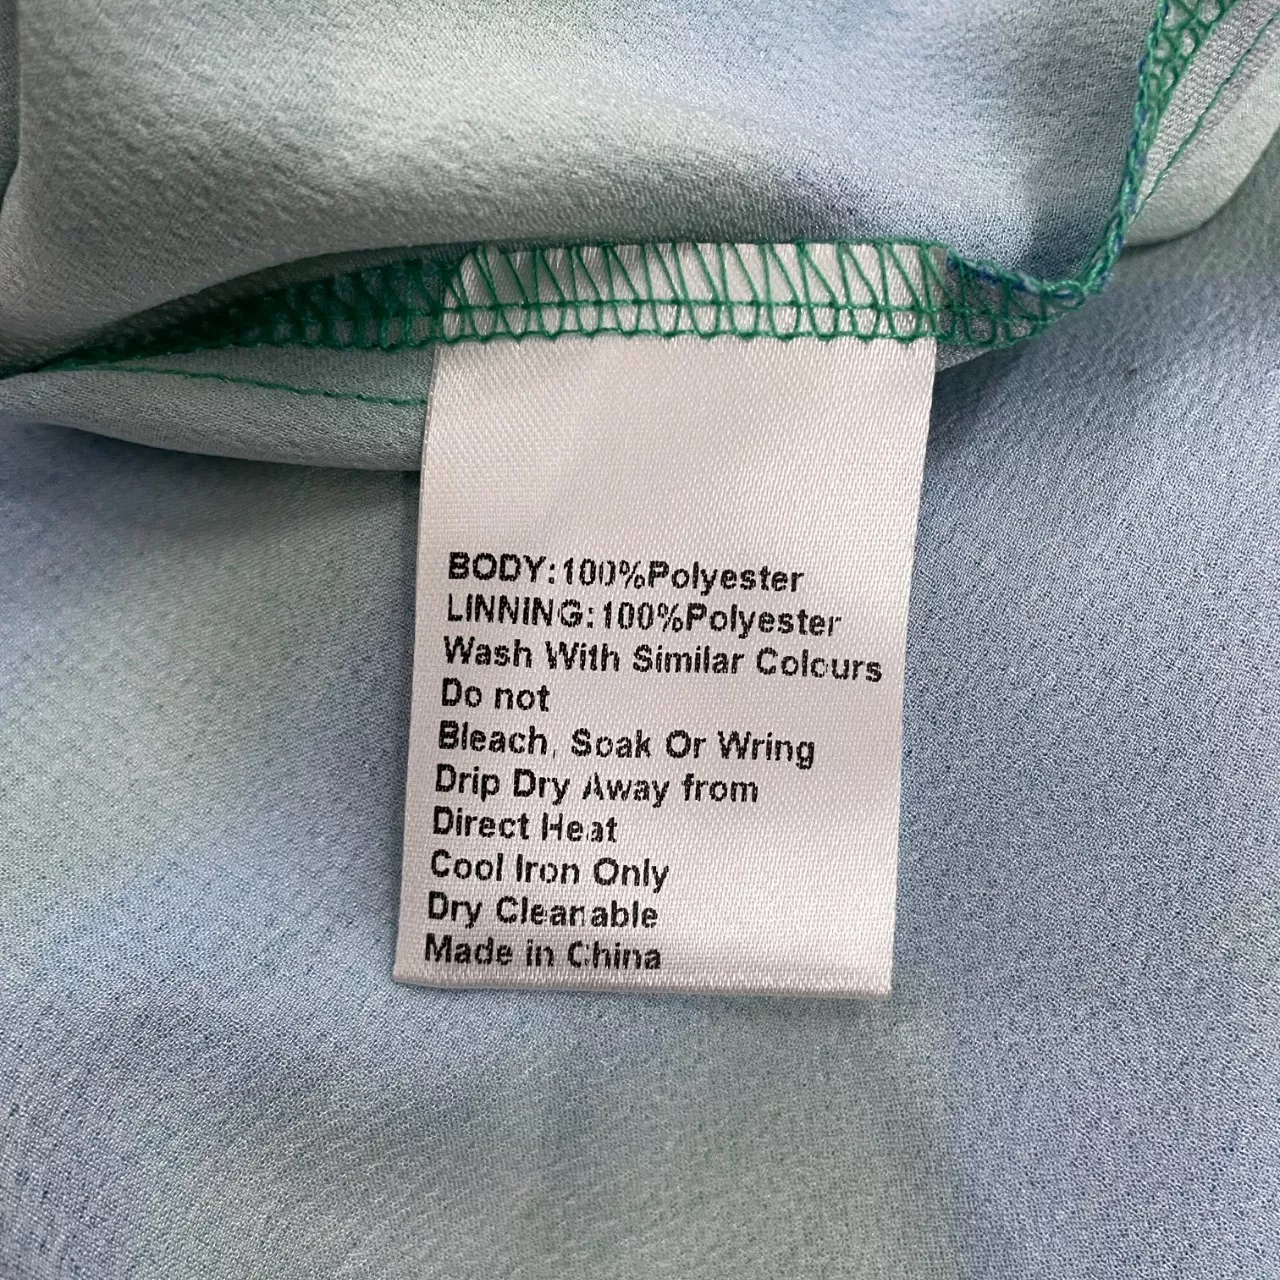 BODY:100%Polyester
LINNING:100%Polyester
Wash With Similar Colours
Do not
Bleach, Soak Or Wring
Drip Dry Away from
Direct Heat
Cool Iron Only
Dry Cleanable
Made in China